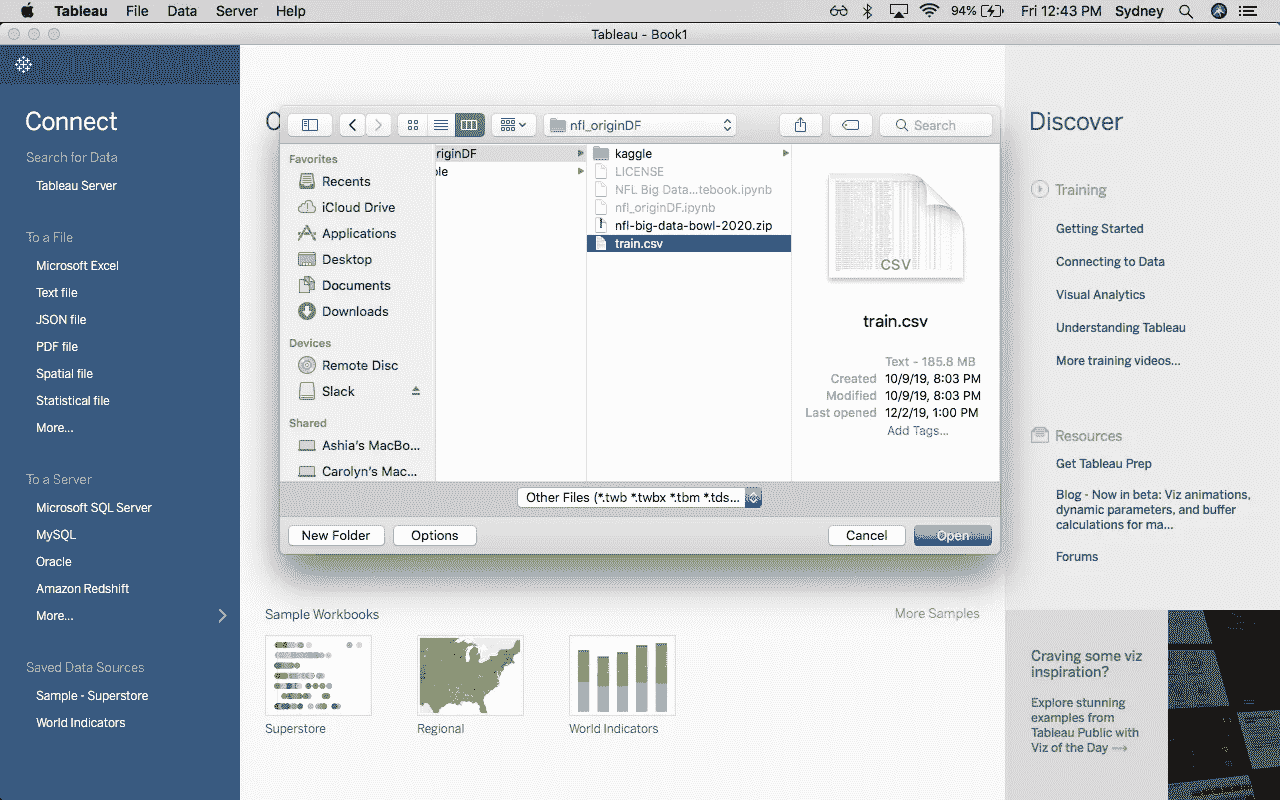 Tableau File Data Server Help
94% Fri 12:43 PM Sydney
Tableau - Book1
Connect
Search for Data
Tableau Server
To a File
Microsoft Excel
Text file
JSON file
PDF file
Spatial file
Statistical file
More...
To a Server
Microsoft SQL Server
MySQL
Oracle
Amazon Redshift
More...
Saved Data Sources
Sample - Superstore
World Indicators
O
nfl_originDF
Search
Favorites
Recents
iCloud Drive
Applications
Desktop
Documents
Downloads
Devices
Remote Disc
Slack
Shared
Ashia's MacBo...
Carolyn's Mac...
riginDF
ole
kaggle
LICENSE
NFL Big Data...tebook.ipynb
nfl_originDF.ipynb
nfl-big-data-bowl-2020.zip
train.csv
CSV
train.csv
Text - 185.8 MB
Created 10/9/19, 8:03 PM
Modified 10/9/19, 8:03 PM
Last opened 12/2/19, 1:00 PM
Add Tags...
Other Files (*.twb *.twbx *.tbm *.tds...
New Folder
Options
Cancel
Open
Sample Workbooks
More Samples
Superstore
Regional
World Indicators
Discover
Training
Getting Started
Connecting to Data
Visual Analytics
Understanding Tableau
More training videos...
Resources
Get Tableau Prep
Blog - Now in beta: Viz animations,
dynamic parameters, and buffer
calculations for ma...
Forums
Craving some viz
inspiration?
Explore stunning
examples from
Tableau Public with
Viz of the Day →